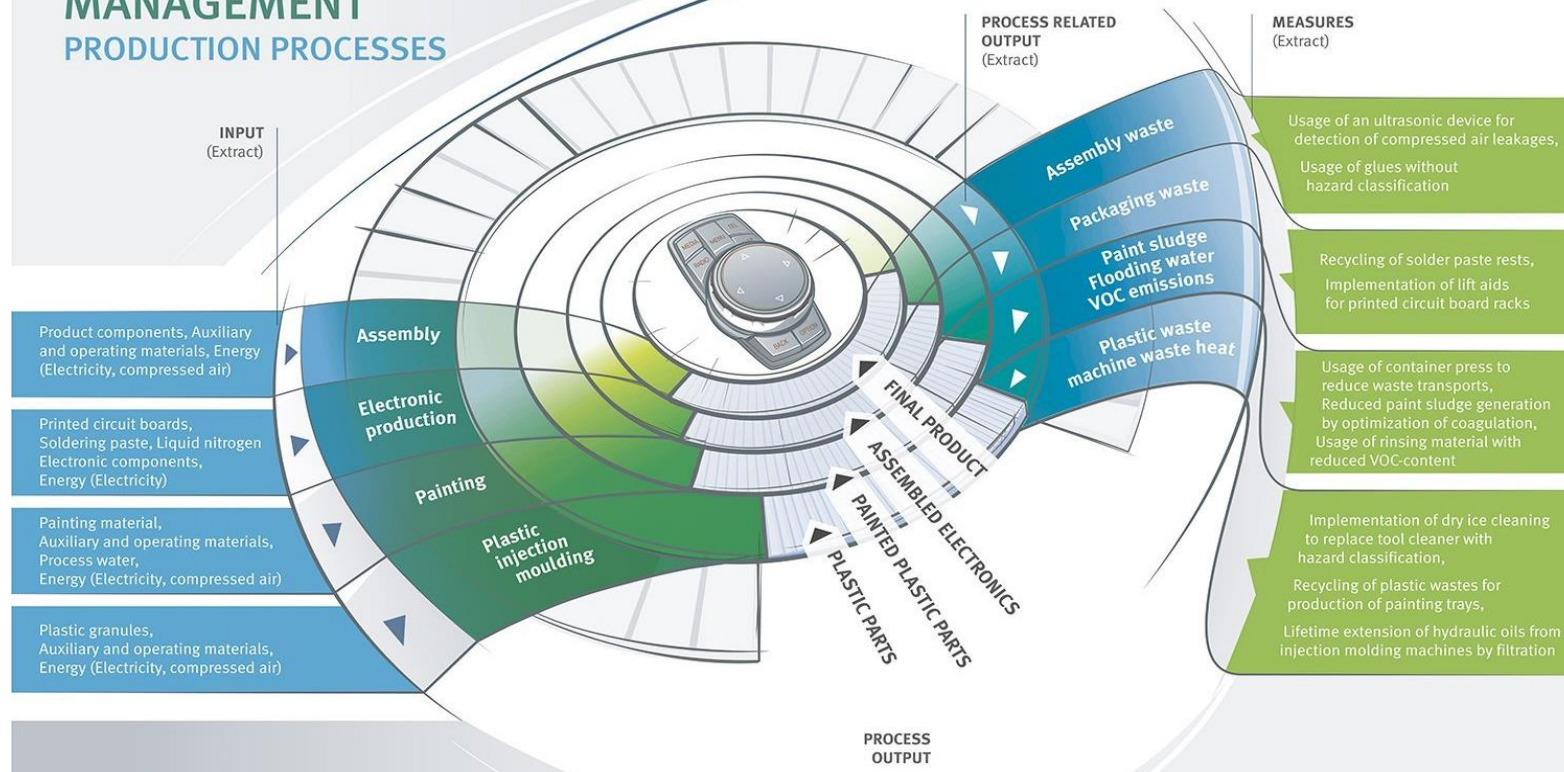 MANAGEMENT
PRODUCTION PROCESSES
INPUT
(Extract)
Product components, Auxiliary
and operating materials, Energy
(Electricity, compressed air)
Printed circuit boards,
Soldering paste, Liquid nitrogen
Electronic components,
Energy (Electricity)
Painting material,
Auxiliary and operating materials,
Process water,
Energy (Electricity, compressed air)
Plastic granules,
Auxiliary and operating materials,
Energy (Electricity, compressed air)
Assembly
Electronic
production
Painting
Plastic
injection
moulding
MEDIA
MENU
TEL
RADIO
BACK
OPTION
FINAL PRODUCT
ASSEMBLED ELECTRONICS
PAINTED PLASTIC PARTS
PLASTIC PARTS
PROCESS
OUTPUT
PROCESS RELATED
OUTPUT
(Extract)
Assembly waste
Packaging waste
Paint sludge
Flooding water
VOC emissions
Plastic waste
machine waste heat
MEASURES
(Extract)
Usage of an ultrasonic device for
detection of compressed air leakages,
Usage of glues without
hazard classification
Recycling of solder paste rests,
Implementation of lift aids
for printed circuit board racks
Usage of container press to
reduce waste transports,
Reduced paint sludge generation
by optimization of coagulation,
Usage of rinsing material with
reduced VOC-content
Implementation of dry ice cleaning
to replace tool cleaner with
hazard classification,
Recycling of plastic wastes for
production of painting trays,
Lifetime extension of hydraulic oils from
injection molding machines by filtration